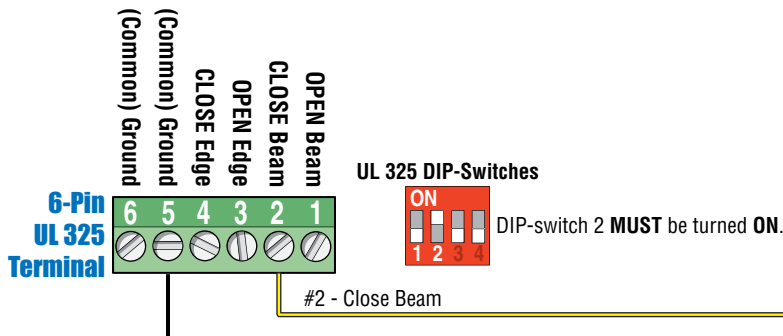 (Common) Ground
(Common) Ground
CLOSE Edge
OPEN Edge
CLOSE Beam
OPEN Beam
6-Pin
UL 325
Terminal
6 5 4 3 2 1
UL 325 DIP-Switches
ON
1 2 3 4
DIP-switch 2 MUST be turned ON.
#2 - Close Beam